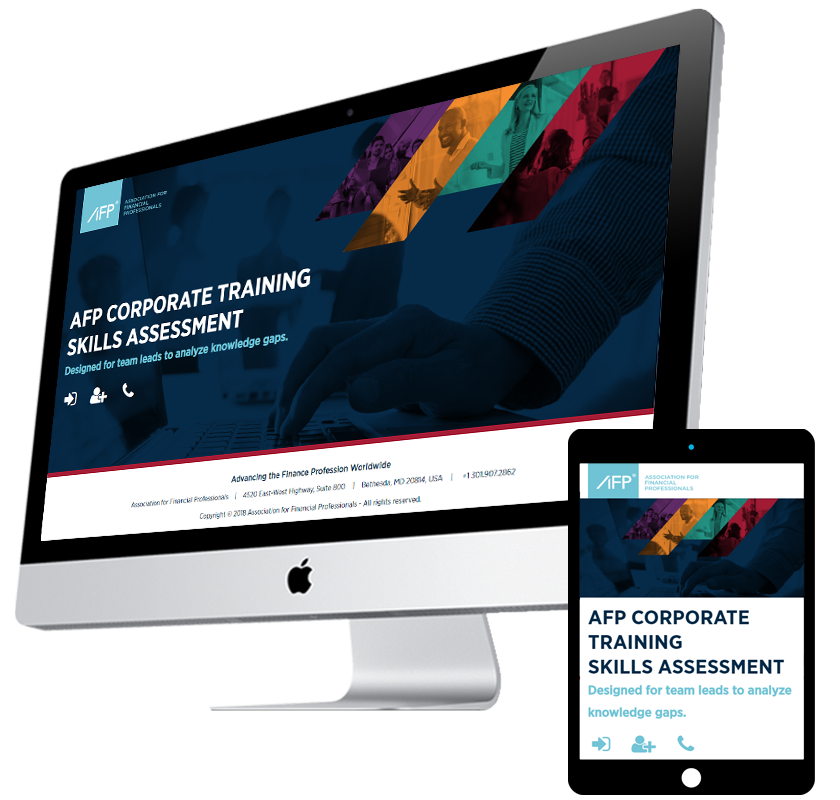 AFP®
ASSOCIATION FOR
FINANCIAL
PROFESSIONALS
AFP CORPORATE TRAINING
SKILLS ASSESSMENT
Designed for team leads to analyze knowledge gaps.
Advancing the Finance Profession Worldwide
Association for Financial Professionals | 4520 East-West Highway, Suite 800 | Bethesda, MD 20814, USA | +1 301.907.2862
Copyright © 2018 Association for Financial Professionals - All rights reserved.
AFP®
ASSOCIATION FOR
FINANCIAL
PROFESSIONALS
AFP CORPORATE
TRAINING
SKILLS ASSESSMENT
Designed for team leads to analyze
knowledge gaps.